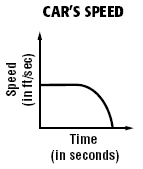 CAR'S SPEED
Speed
(in ft/sec)
Time
(in seconds)